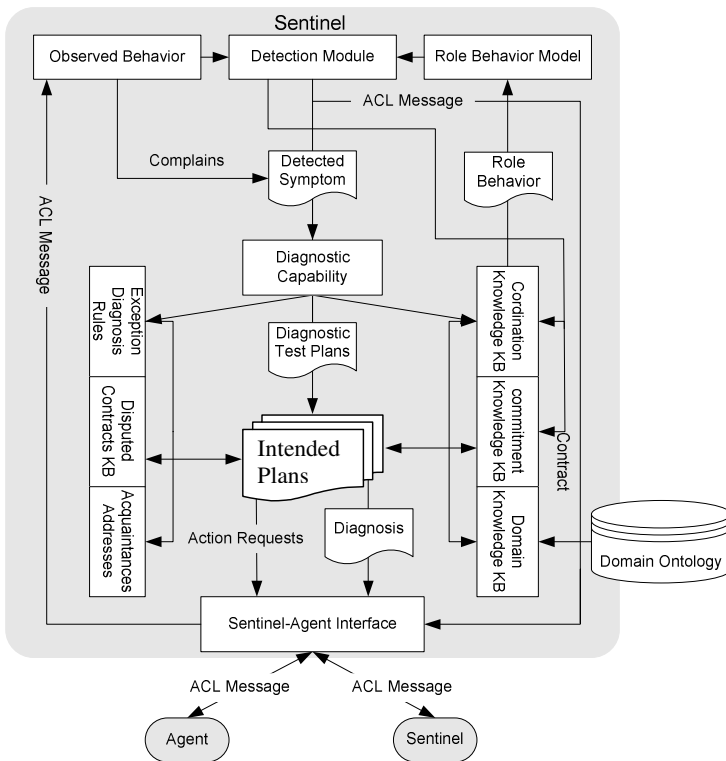 Sentinel
Observed Behavior
Detection Module
Role Behavior Model
ACL Message
Complains
Detected
Symptom
Role
Behavior
ACL Message
Diagnostic
Capability
Exception
Diagnosis
Rules
Diagnostic
Test Plans
Cordination
Knowledge KB
Disputed
Contracts KB
Intended
Plans
commitment
Knowledge KB
Contract
Acquaintances
Addresses
Action Requests
Diagnosis
Domain
Knowledge KB
Domain Ontology
Sentinel-Agent Interface
ACL Message
ACL Message
Agent
Sentinel